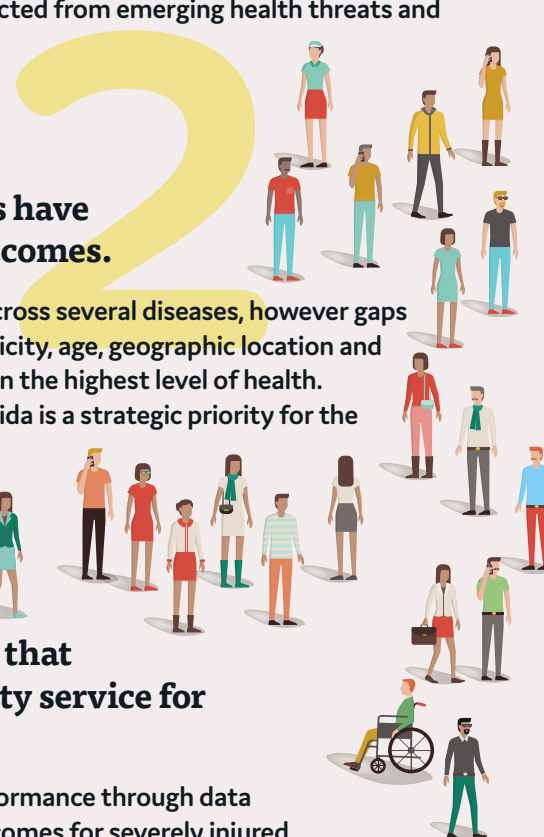 cted from emerging health threats and
2
s have
comes.
cross several diseases, however gaps
icity, age, geographic location and
n the highest level of health.
ida is a strategic priority for the
that
ty service for
ormance through data
comes for severely injured